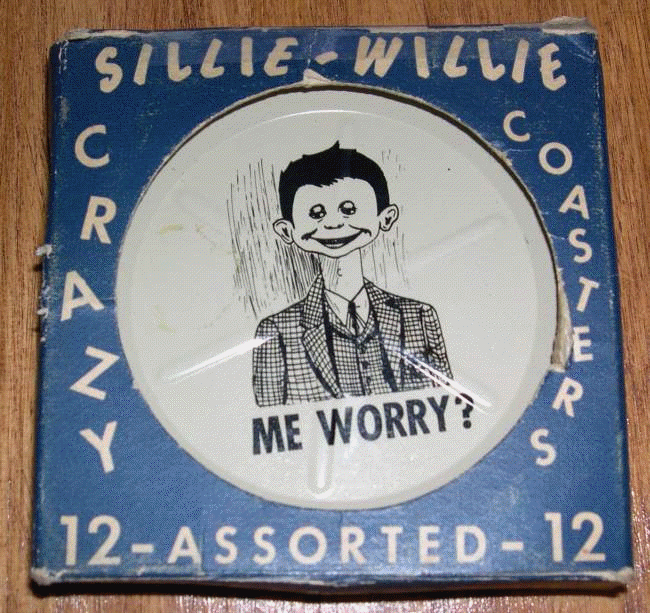 SILLIE-WILLIE
CRAZY
COASTERS
ME WORRY?
12-ASSORTED-12